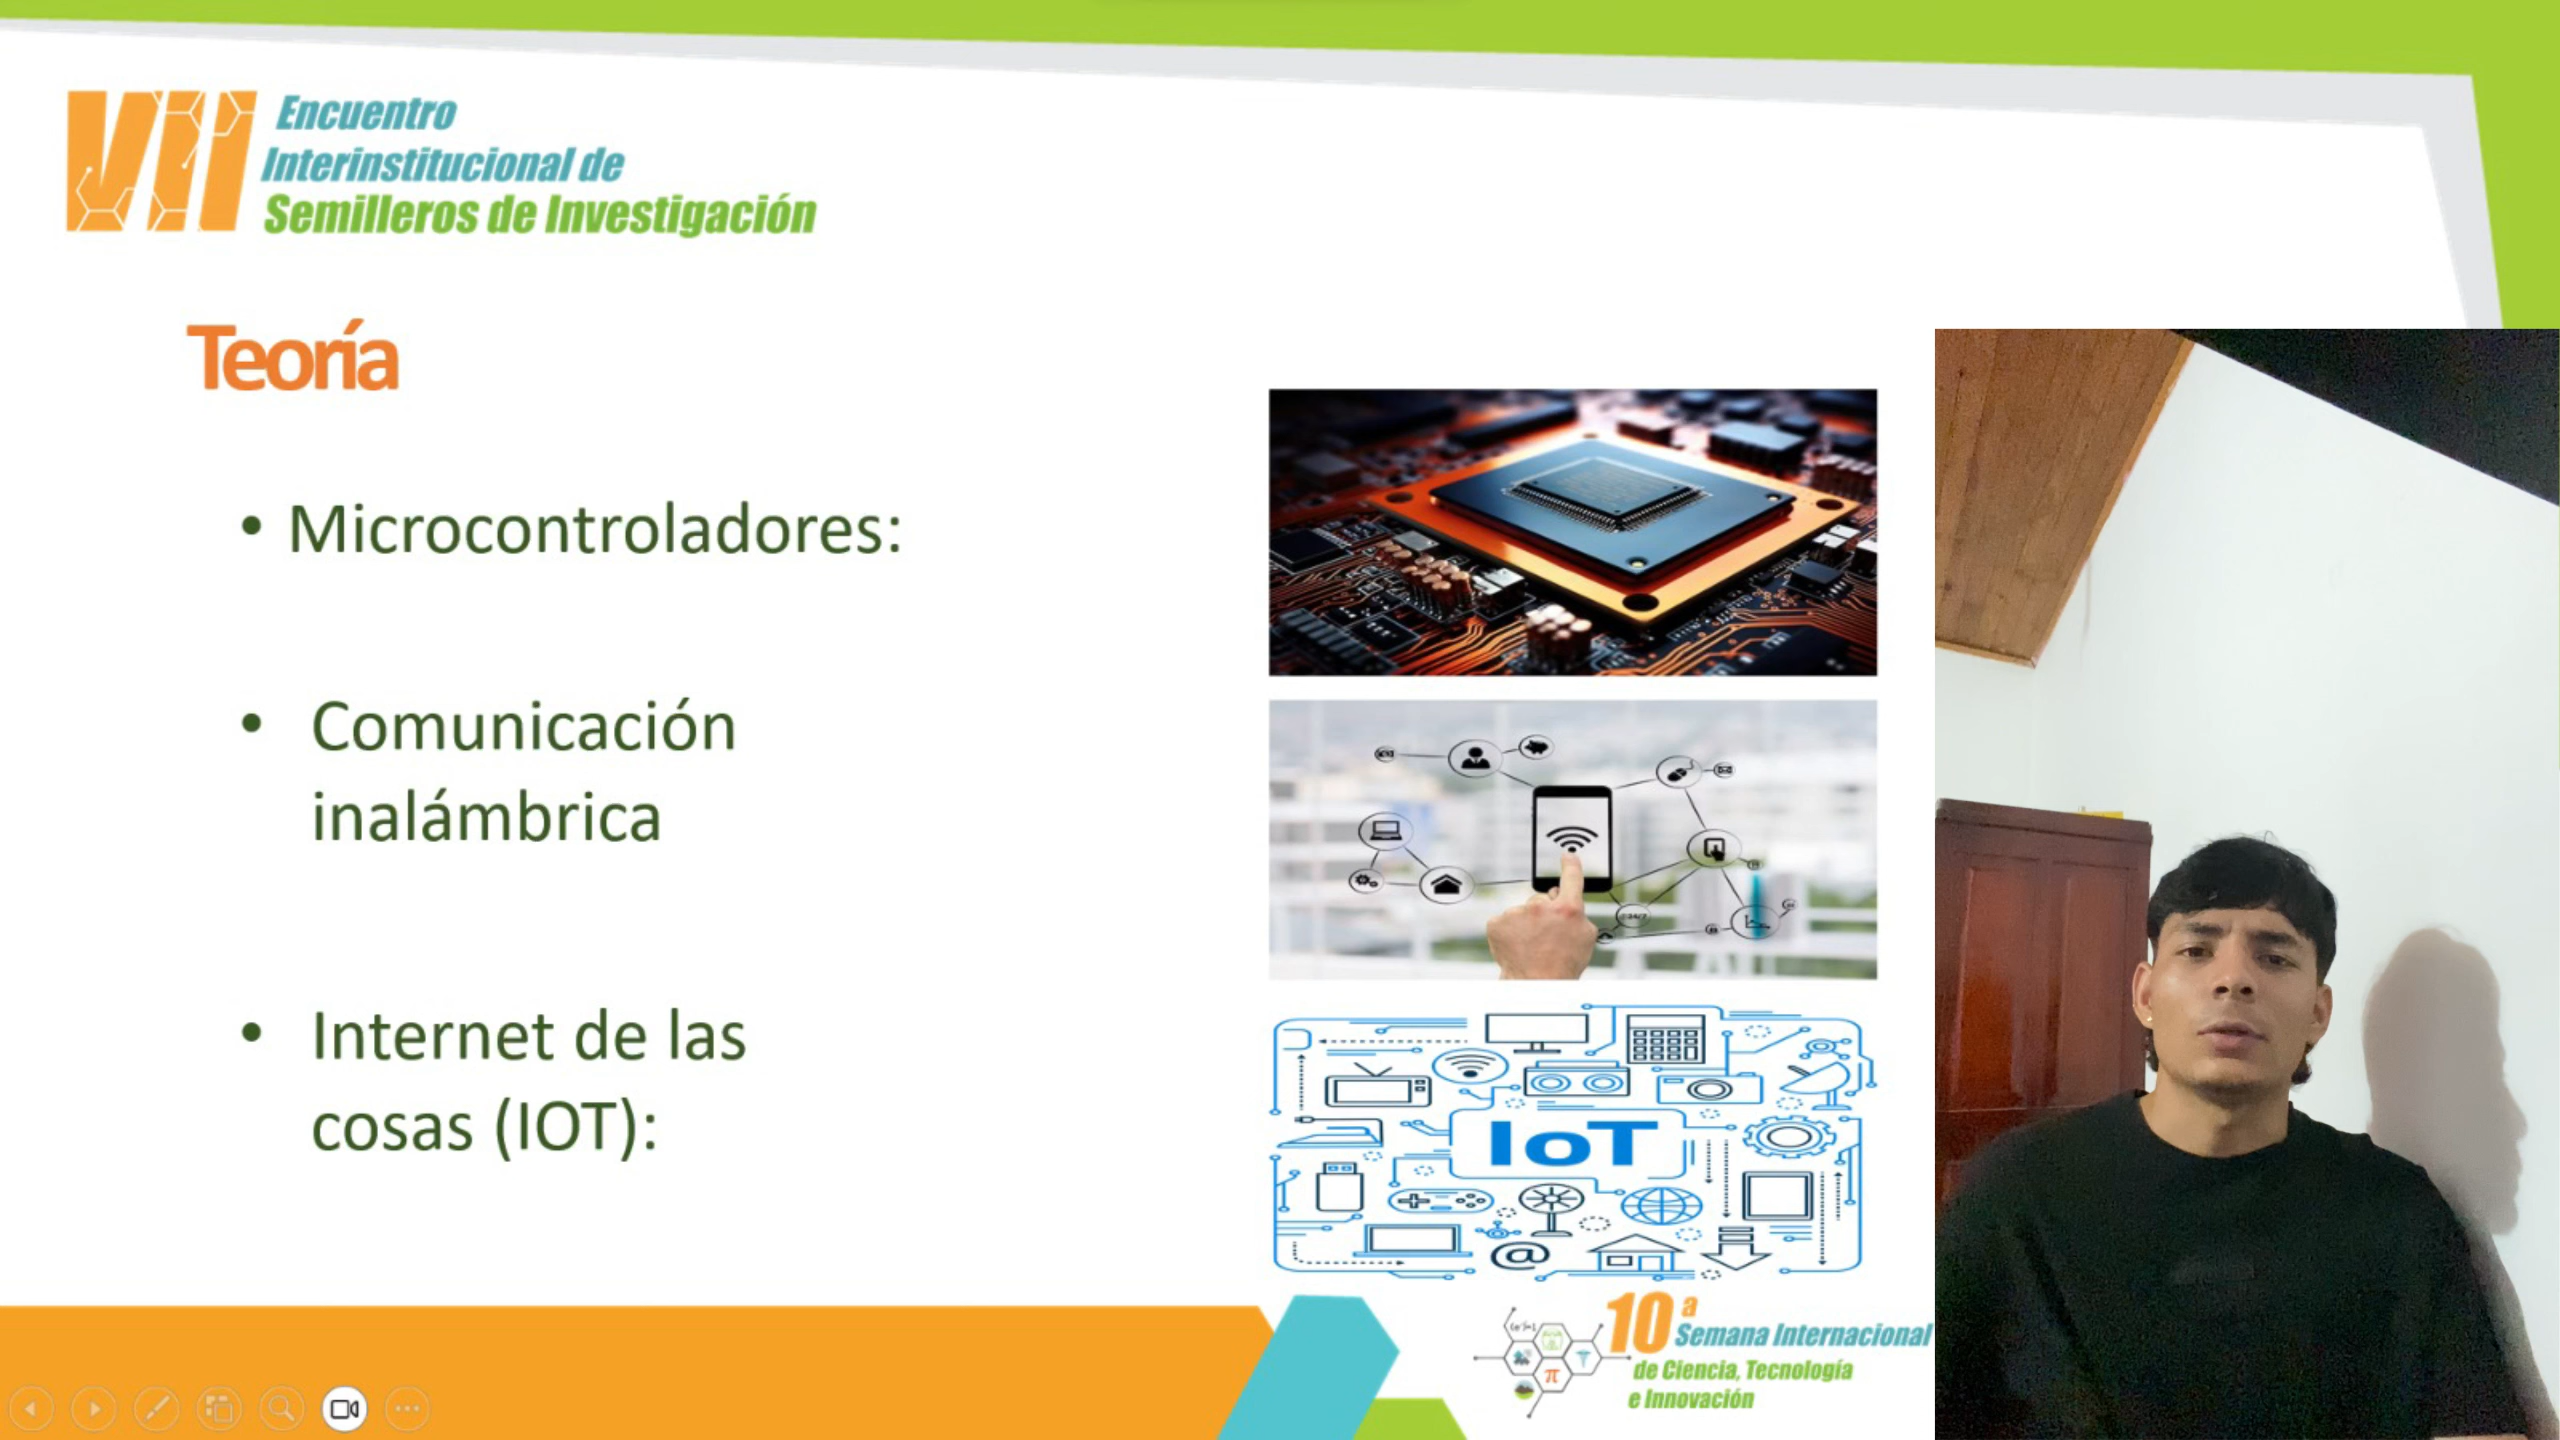 VII
Encuentro
Interinstitucional de
Semilleros de Investigación
Teoría
• Microcontroladores:
• Comunicación
inalámbrica
• Internet de las
cosas (IOT):
IoT
@
π
10ª
Semana Internacional
de Ciencia, Tecnología
e Innovación